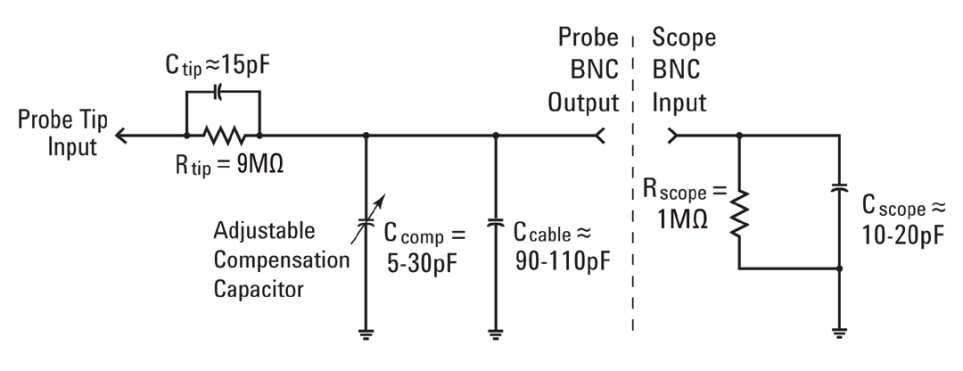 C tip ≈15pF
Probe Tip
Input
R tip = 9MΩ
Adjustable
Compensation
Capacitor
C comp =
5-30pF
C cable ≈
90-110pF
Probe
BNC
Output
Scope
BNC
Input
R scope =
1MΩ
C scope ≈
10-20pF